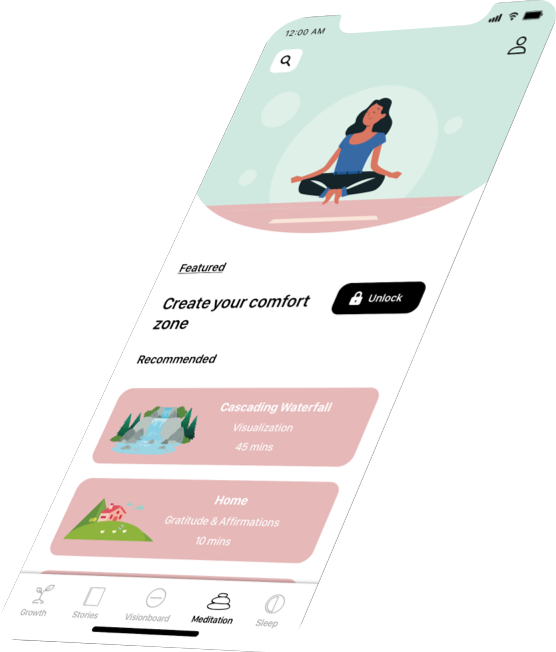 12:00 AM
Featured
Create your comfort
zone
Unlock
Recommended
Cascading Waterfall
Visualization
45 mins
Home
Gratitude & Affirmations
10 mins
Growth
Stories
Visionboard
Meditation
Sleep